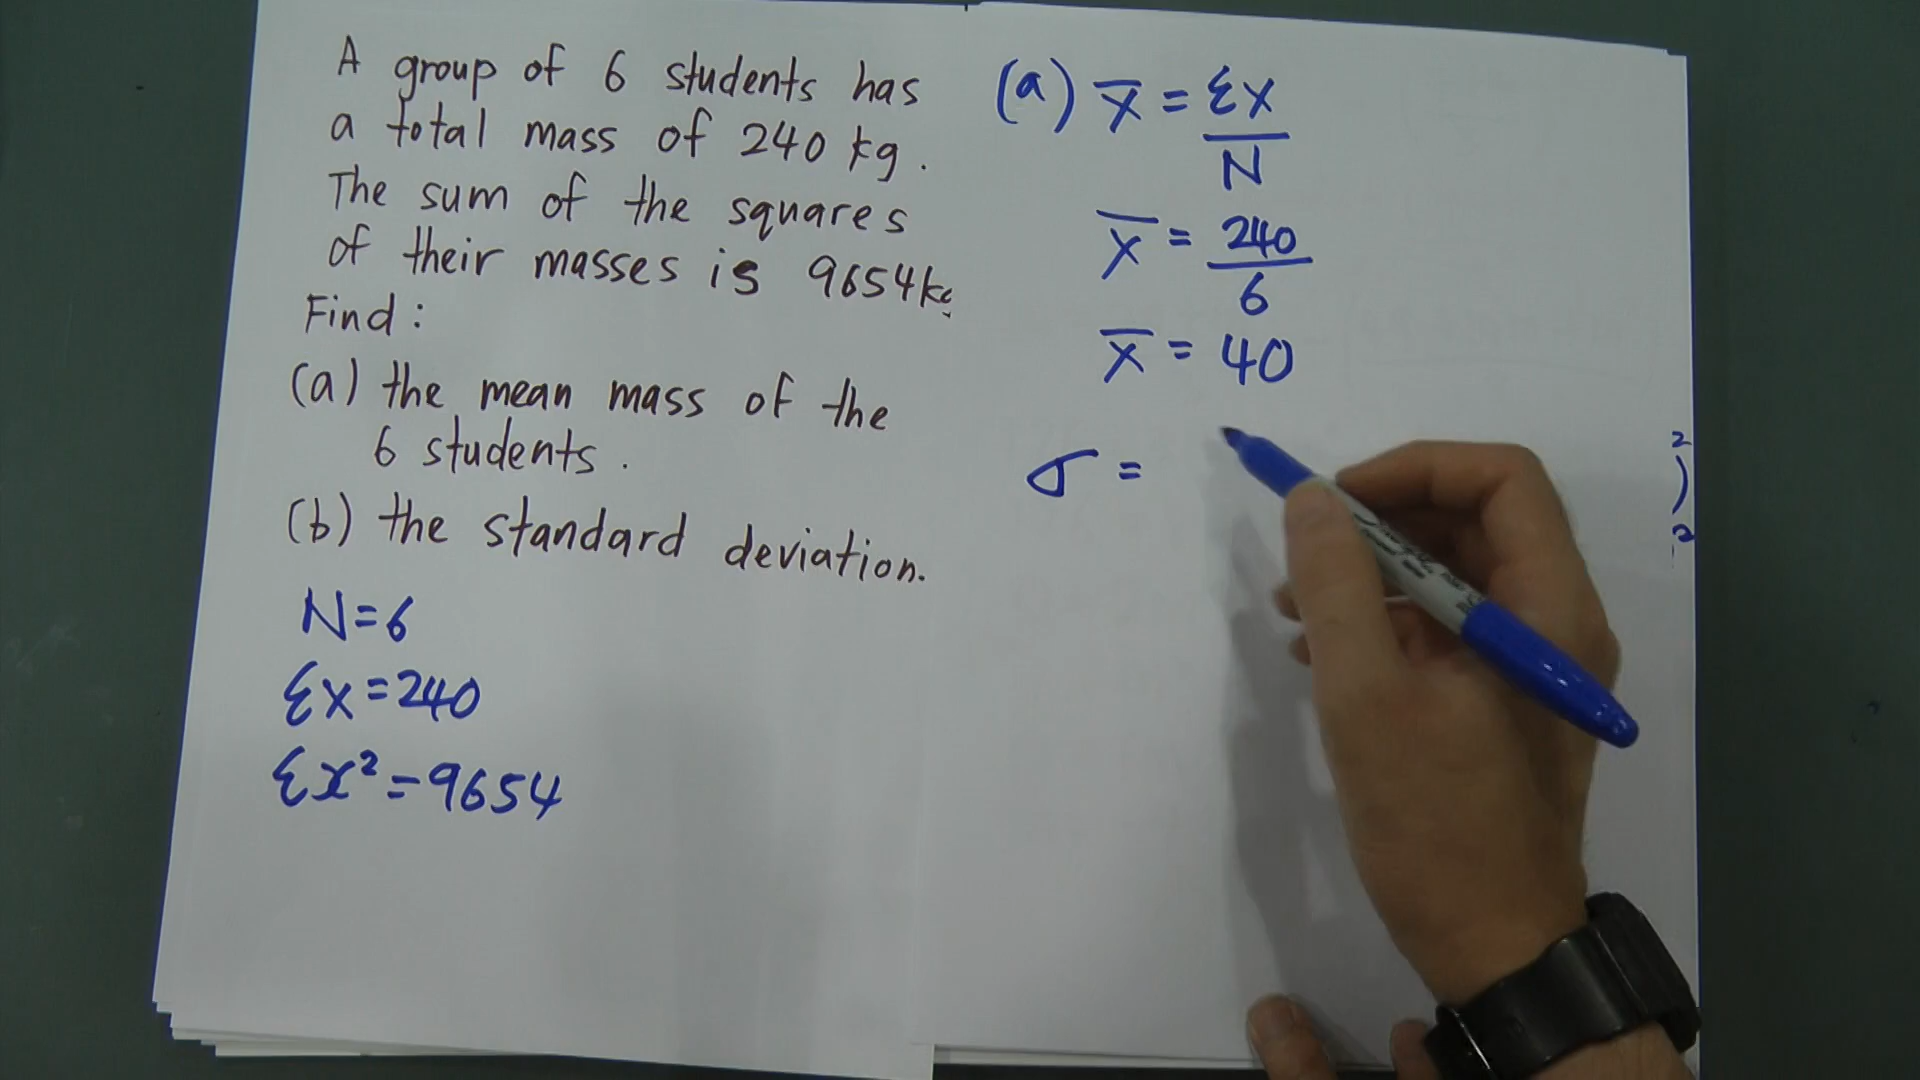 A group of 6 students has
a total mass of 240 kg.
The sum of the squares
of their masses is 9654kg
Find:
(a) the mean mass of the
6 students.
(b) the standard deviation.
N=6
Σx=240
Σx²=9654
(a) x̄ = Σx
N
x̄ = 240
6
x̄ = 40
σ =
2
)